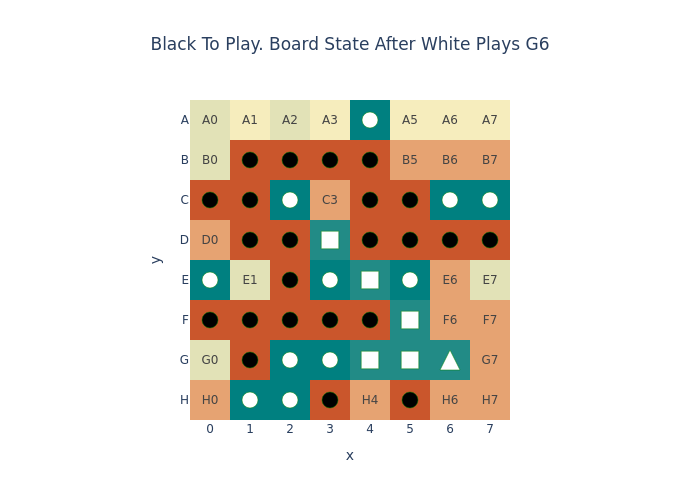 Black To Play. Board State After White Plays G6
A A0 A1 A2 A3 A5 A6 A7
B B0 B5 B6 B7
C C3
D D0
E E1 E6 E7
F F6 F7
G G0 G7
H H0 H4 H6 H7
0 1 2 3 4 5 6 7
x
y